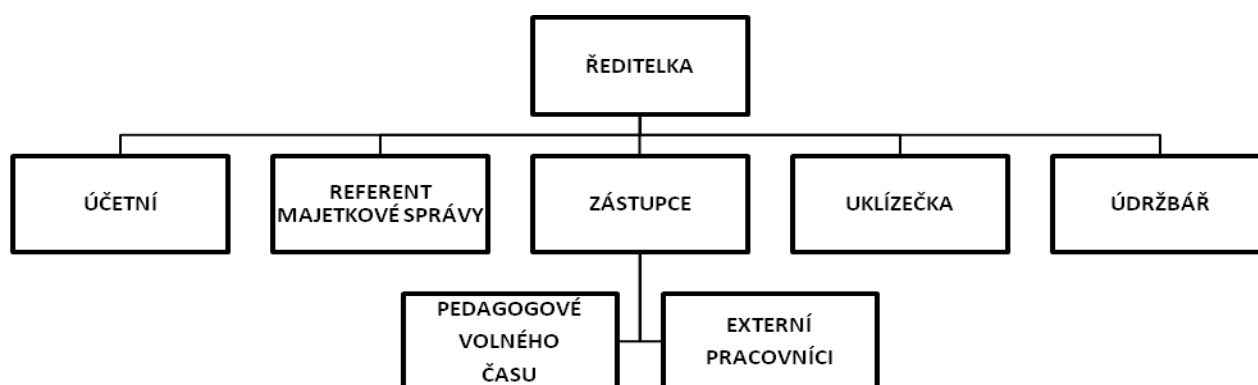 ŘEDITELKA
ÚČETNÍ
REFERENT
MAJETKOVÉ SPRÁVY
ZÁSTUPCE
UKLÍZEČKA
ÚDRŽBÁŘ
PEDAGOGOVÉ
VOLNÉHO
ČASU
EXTERNÍ
PRACOVNÍCI